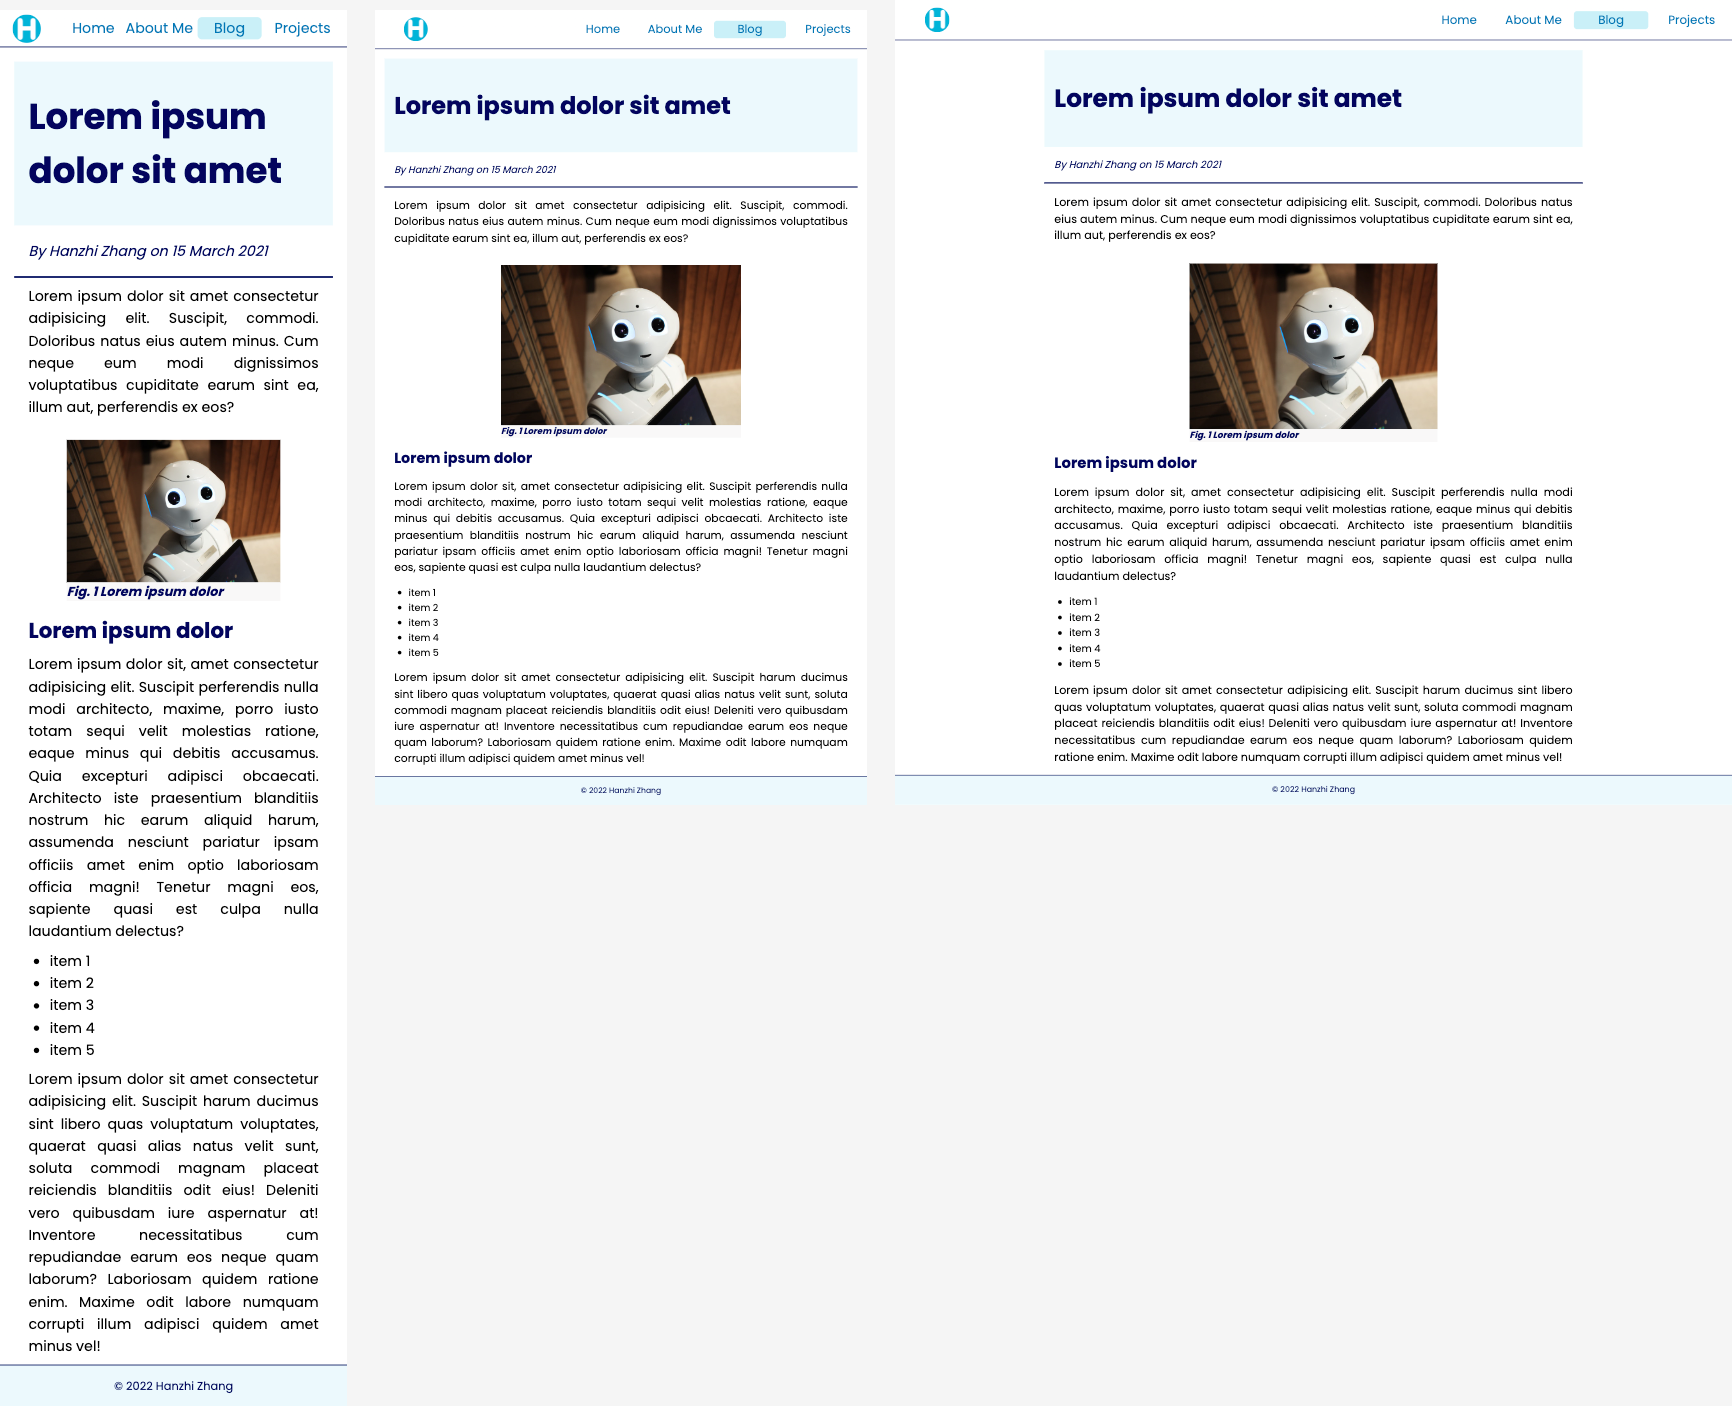 H
Home About Me Blog Projects
Lorem ipsum
dolor sit amet
By Hanzhi Zhang on 15 March 2021
Lorem ipsum dolor sit amet consectetur
adipisicing elit. Suscipit, commodi.
Doloribus natus eius autem minus. Cum
neque eum modi dignissimos
voluptatibus cupiditate earum sint ea,
illum aut, perferendis ex eos?
Fig. 1 Lorem ipsum dolor
Lorem ipsum dolor
Lorem ipsum dolor sit, amet consectetur
adipisicing elit. Suscipit perferendis nulla
modi architecto, maxime, porro iusto
totam sequi velit molestias ratione,
eaque minus qui debitis accusamus.
Quia excepturi adipisci obcaecati.
Architecto iste praesentium blanditiis
nostrum hic earum aliquid harum,
assumenda nesciunt pariatur ipsam
officiis amet enim optio laboriosam
officia magni! Tenetur magni eos,
sapiente quasi est culpa nulla
laudantium delectus?
• item 1
• item 2
• item 3
• item 4
• item 5
Lorem ipsum dolor sit amet consectetur
adipisicing elit. Suscipit harum ducimus
sint libero quas voluptatum voluptates,
quaerat quasi alias natus velit sunt,
soluta commodi magnam placeat
reiciendis blanditiis odit eius! Deleniti
vero quibusdam iure aspernatur at!
Inventore necessitatibus cum
repudiandae earum eos neque quam
laborum? Laboriosam quidem ratione
enim. Maxime odit labore numquam
corrupti illum adipisci quidem amet
minus vel!
© 2022 Hanzhi Zhang
H
Home About Me Blog Projects
Lorem ipsum dolor sit amet
By Hanzhi Zhang on 15 March 2021
Lorem ipsum dolor sit amet consectetur adipisicing elit. Suscipit, commodi.
Doloribus natus eius autem minus. Cum neque eum modi dignissimos voluptatibus
cupiditate earum sint ea, illum aut, perferendis ex eos?
Fig. 1 Lorem ipsum dolor
Lorem ipsum dolor
Lorem ipsum dolor sit, amet consectetur adipisicing elit. Suscipit perferendis nulla
modi architecto, maxime, porro iusto totam sequi velit molestias ratione, eaque
minus qui debitis accusamus. Quia excepturi adipisci obcaecati. Architecto iste
praesentium blanditiis nostrum hic earum aliquid harum, assumenda nesciunt
pariatur ipsam officiis amet enim optio laboriosam officia magni! Tenetur magni
eos, sapiente quasi est culpa nulla laudantium delectus?
• item 1
• item 2
• item 3
• item 4
• item 5
Lorem ipsum dolor sit amet consectetur adipisicing elit. Suscipit harum ducimus
sint libero quas voluptatum voluptates, quaerat quasi alias natus velit sunt, soluta
commodi magnam placeat reiciendis blanditiis odit eius! Deleniti vero quibusdam
iure aspernatur at! Inventore necessitatibus cum repudiandae earum eos neque
quam laborum? Laboriosam quidem ratione enim. Maxime odit labore numquam
corrupti illum adipisci quidem amet minus vel!
© 2022 Hanzhi Zhang
H
Home About Me Blog Projects
Lorem ipsum dolor sit amet
By Hanzhi Zhang on 15 March 2021
Lorem ipsum dolor sit amet consectetur adipisicing elit. Suscipit, commodi. Doloribus natus
eius autem minus. Cum neque eum modi dignissimos voluptatibus cupiditate earum sint ea,
illum aut, perferendis ex eos?
Fig. 1 Lorem ipsum dolor
Lorem ipsum dolor
Lorem ipsum dolor sit, amet consectetur adipisicing elit. Suscipit perferendis nulla modi
architecto, maxime, porro iusto totam sequi velit molestias ratione, eaque minus qui debitis
accusamus. Quia excepturi adipisci obcaecati. Architecto iste praesentium blanditiis
nostrum hic earum aliquid harum, assumenda nesciunt pariatur ipsam officiis amet enim
optio laboriosam officia magni! Tenetur magni eos, sapiente quasi est culpa nulla
laudantium delectus?
• item 1
• item 2
• item 3
• item 4
• item 5
Lorem ipsum dolor sit amet consectetur adipisicing elit. Suscipit harum ducimus sint libero
quas voluptatum voluptates, quaerat quasi alias natus velit sunt, soluta commodi magnam
placeat reiciendis blanditiis odit eius! Deleniti vero quibusdam iure aspernatur at! Inventore
necessitatibus cum repudiandae earum eos neque quam laborum? Laboriosam quidem
ratione enim. Maxime odit labore numquam corrupti illum adipisci quidem amet minus vel!
© 2022 Hanzhi Zhang